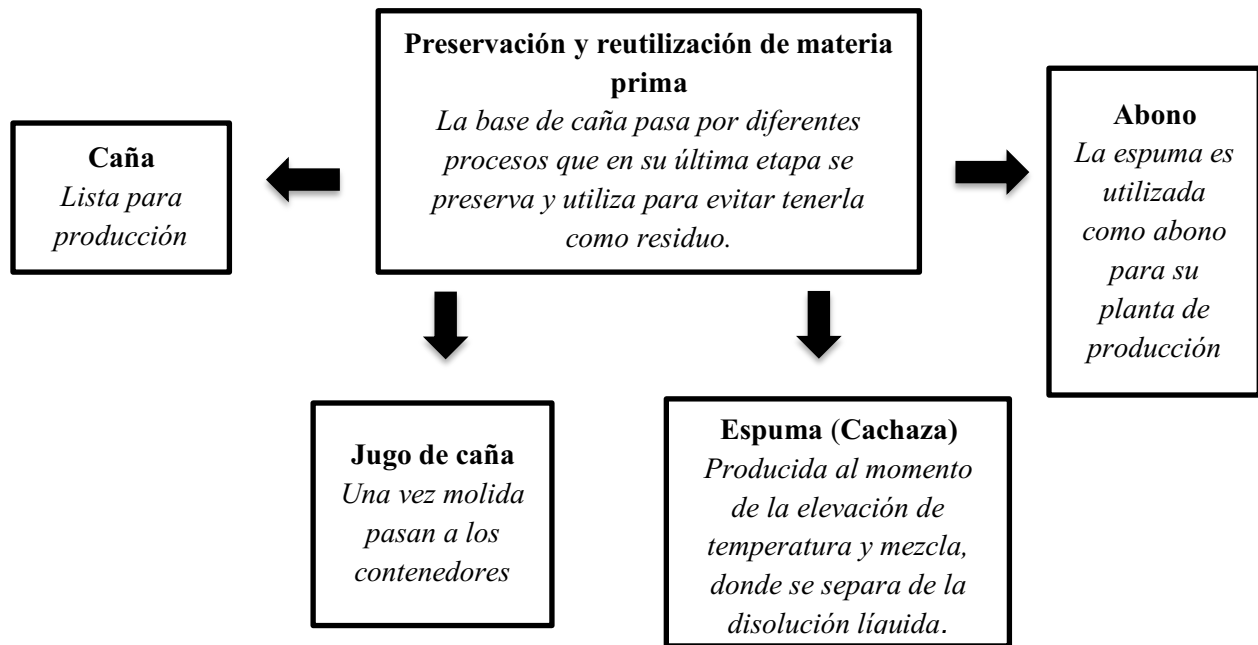 Preservación y reutilización de materia
prima
La base de caña pasa por diferentes
procesos que en su última etapa se
preserva y utiliza para evitar tenerla
como residuo.
Caña
Lista para
producción
Jugo de caña
Una vez molida
pasan a los
contenedores
Espuma (Cachaza)
Producida al momento
de la elevación de
temperatura y mezcla,
donde se separa de la
disolución líquida.
Abono
La espuma es
utilizada
como abono
para su
planta de
producción